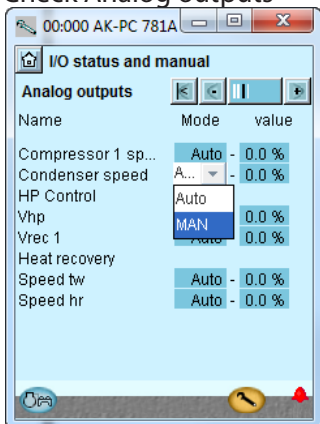 Check Analog outputs
00:000 AK-PC 781A
I/O status and manual
Analog outputs
Name Mode value
Compressor 1 sp... Auto - 0.0 %
Condenser speed A... - 0.0 %
HP Control Auto
Vhp MAN 0.0 %
Vrec 1 Auto - 0.0 %
Heat recovery
Speed tw Auto - 0.0 %
Speed hr Auto - 0.0 %